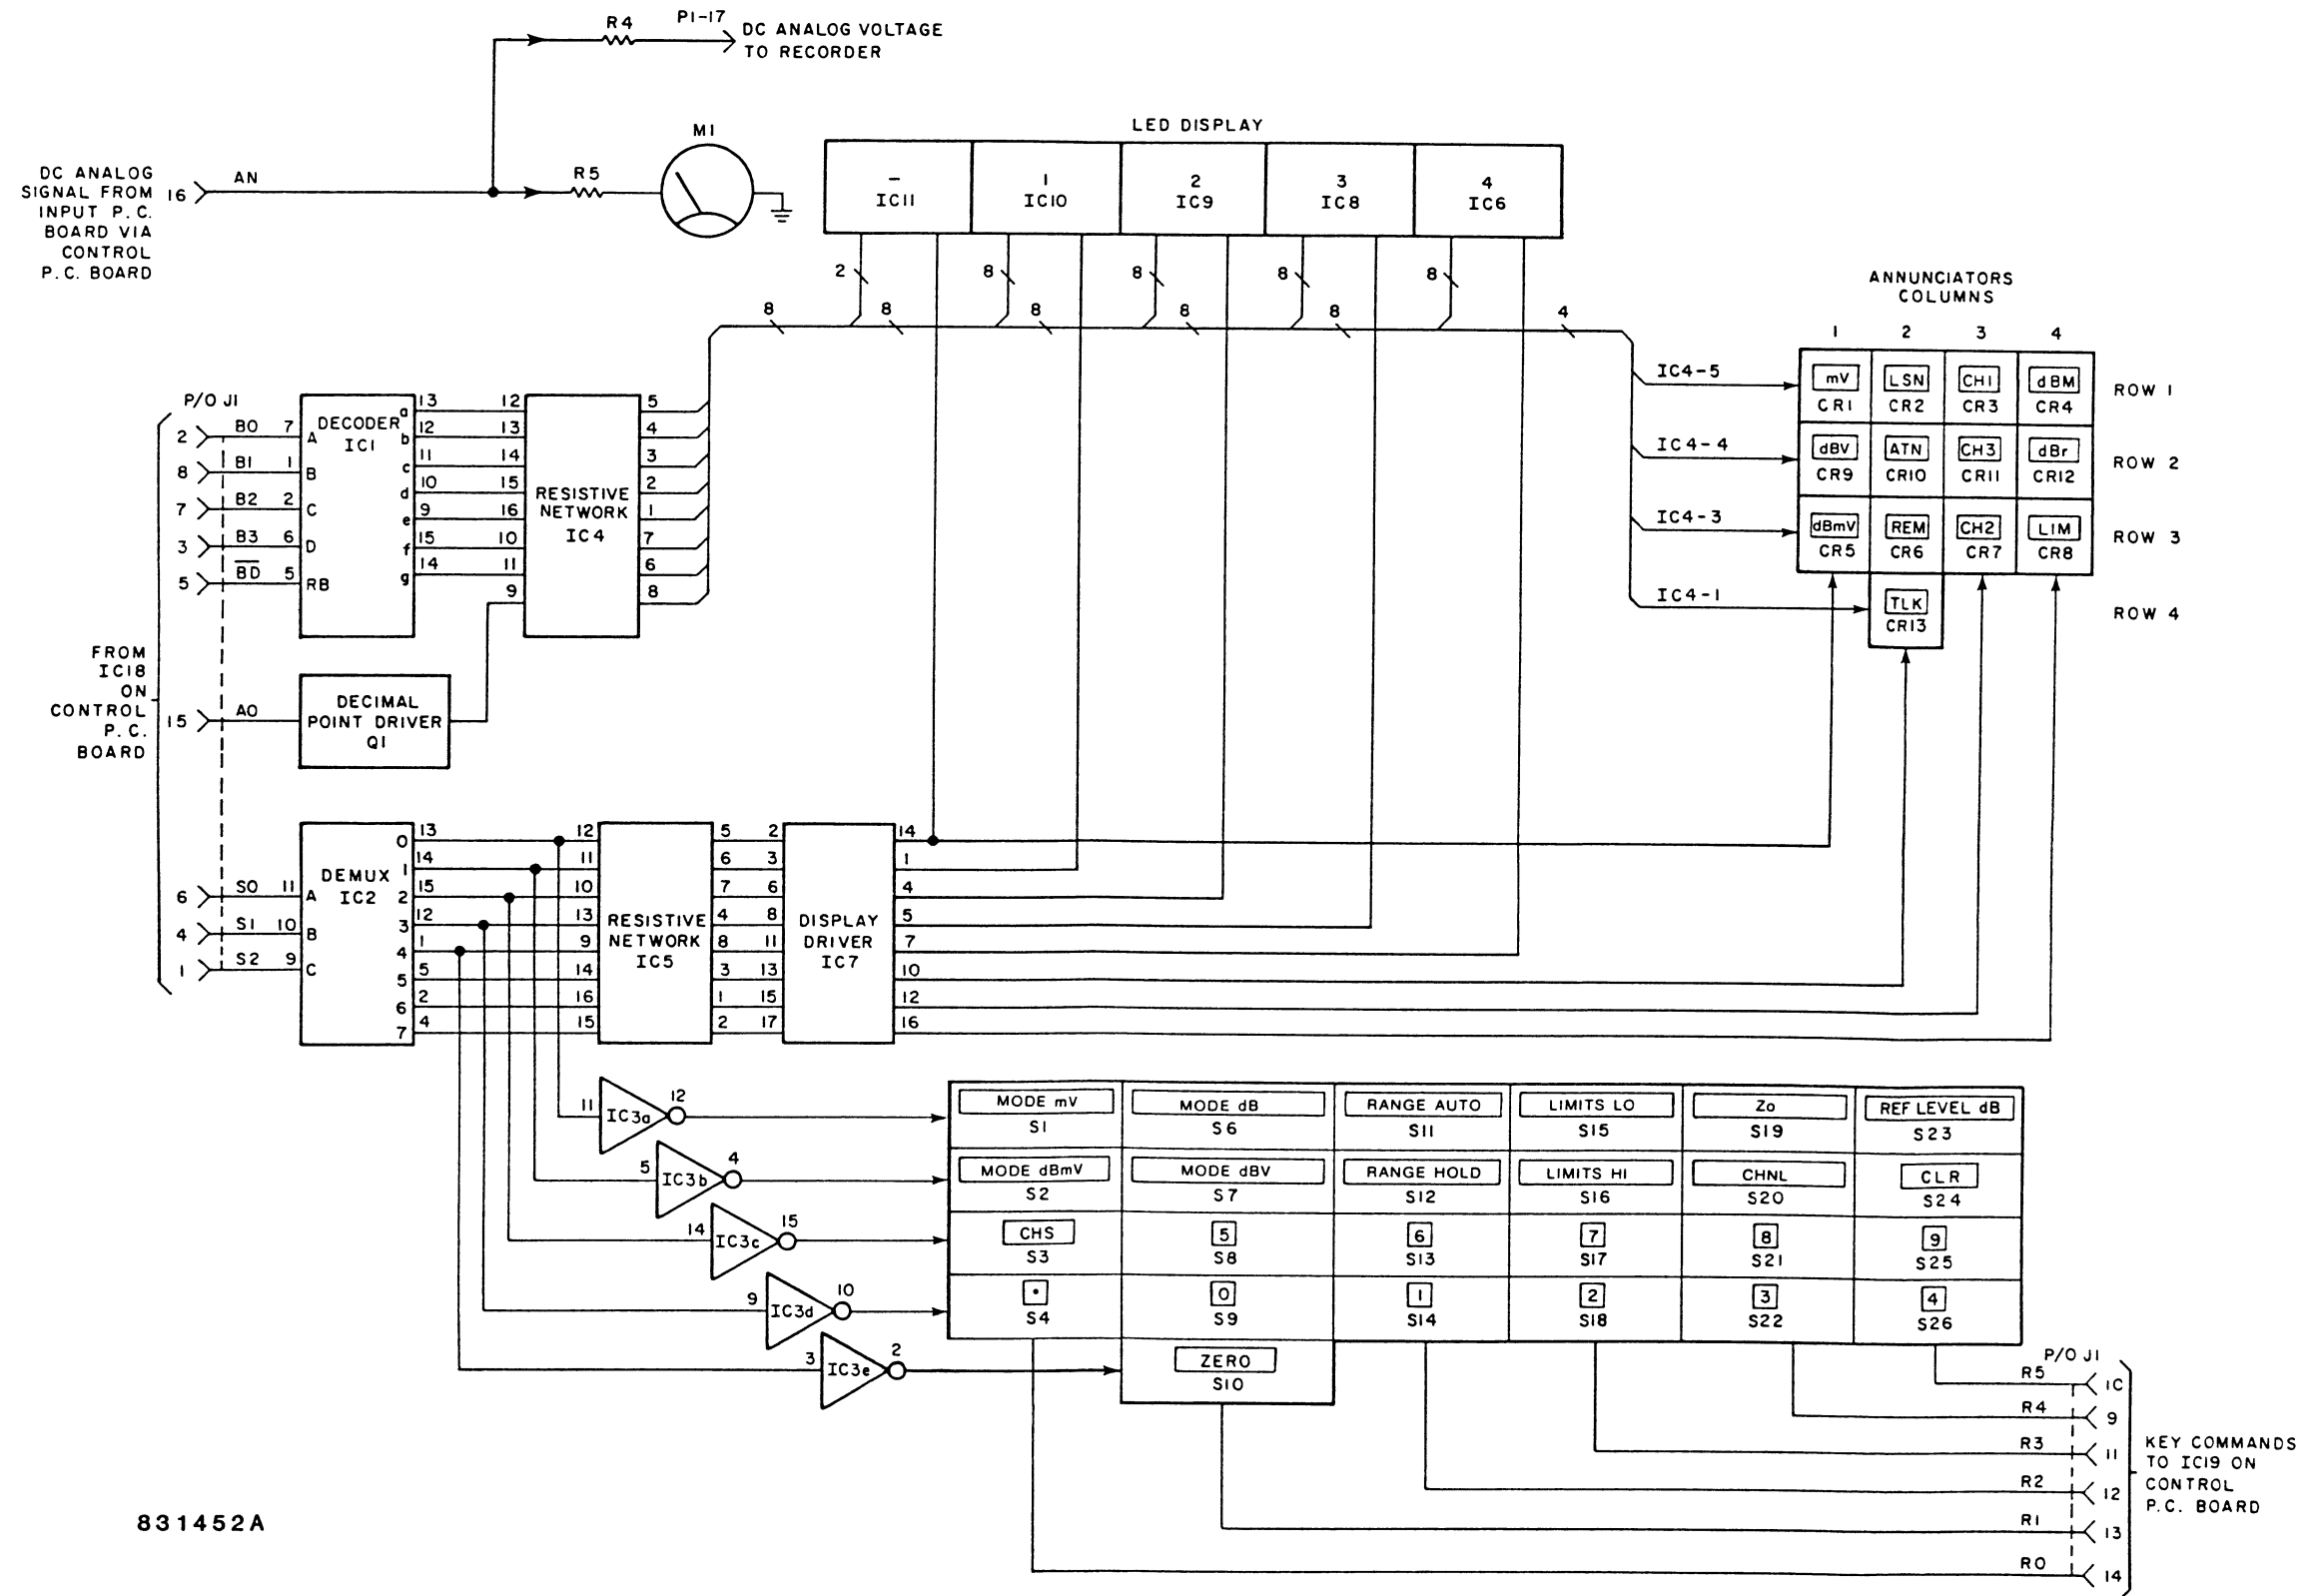 R4 P1-17
DC ANALOG VOLTAGE
TO RECORDER
DC ANALOG
SIGNAL FROM
INPUT P.C.
BOARD VIA
CONTROL
P.C. BOARD
16 AN
R5
M1
LED DISPLAY
– 1 2 3 4
IC11 IC10 IC9 IC8 IC6
2 8 8 8 8
8 8 8 8 8 4
ANNUNCIATORS
COLUMNS
1 2 3 4
IC4-5
mV LSN CH1 dBM ROW 1
CR1 CR2 CR3 CR4
IC4-4
dBV ATN CH3 dBr ROW 2
CR9 CR10 CR11 CR12
IC4-3
dBmV REM CH2 LIM ROW 3
CR5 CR6 CR7 CR8
IC4-1
TLK ROW 4
CR13
P/O J1
DECODER
IC1
2 B0 7 A
8 B1 1 B
7 B2 2 C
3 B3 6 D
5 B̅D̅ 5 RB
a 13 12 5
b 12 13 4
c 11 14 3
d 10 15 2
e 9 16 1
f 15 10 7
g 14 11 6
9 8
RESISTIVE
NETWORK
IC4
FROM
IC18
ON
CONTROL
P.C.
BOARD
15 A0
DECIMAL
POINT DRIVER
Q1
DEMUX
IC2
6 S0 11 A
4 S1 10 B
1 S2 9 C
0 13 12 5 2 14
1 14 11 6 3 1
2 15 10 7 6 4
3 12 13 4 8 5
4 1 9 8 11 7
5 5 14 3 13 10
6 2 16 1 15 12
7 4 15 2 17 16
RESISTIVE
NETWORK
IC5
DISPLAY
DRIVER
IC7
11 IC3a 12
5 IC3b 4
14 IC3c 15
9 IC3d 10
3 IC3e 2
MODE mV MODE dB RANGE AUTO LIMITS LO Zo REF LEVEL dB
S1 S6 S11 S15 S19 S23
MODE dBmV MODE dBV RANGE HOLD LIMITS HI CHNL CLR
S2 S7 S12 S16 S20 S24
CHS 5 6 7 8 9
S3 S8 S13 S17 S21 S25
• 0 1 2 3 4
S4 S9 S14 S18 S22 S26
ZERO
S10
P/O J1
R5 1C
R4 9
R3 11
R2 12
R1 13
R0 14
KEY COMMANDS
TO IC19 ON
CONTROL
P.C. BOARD
831452A